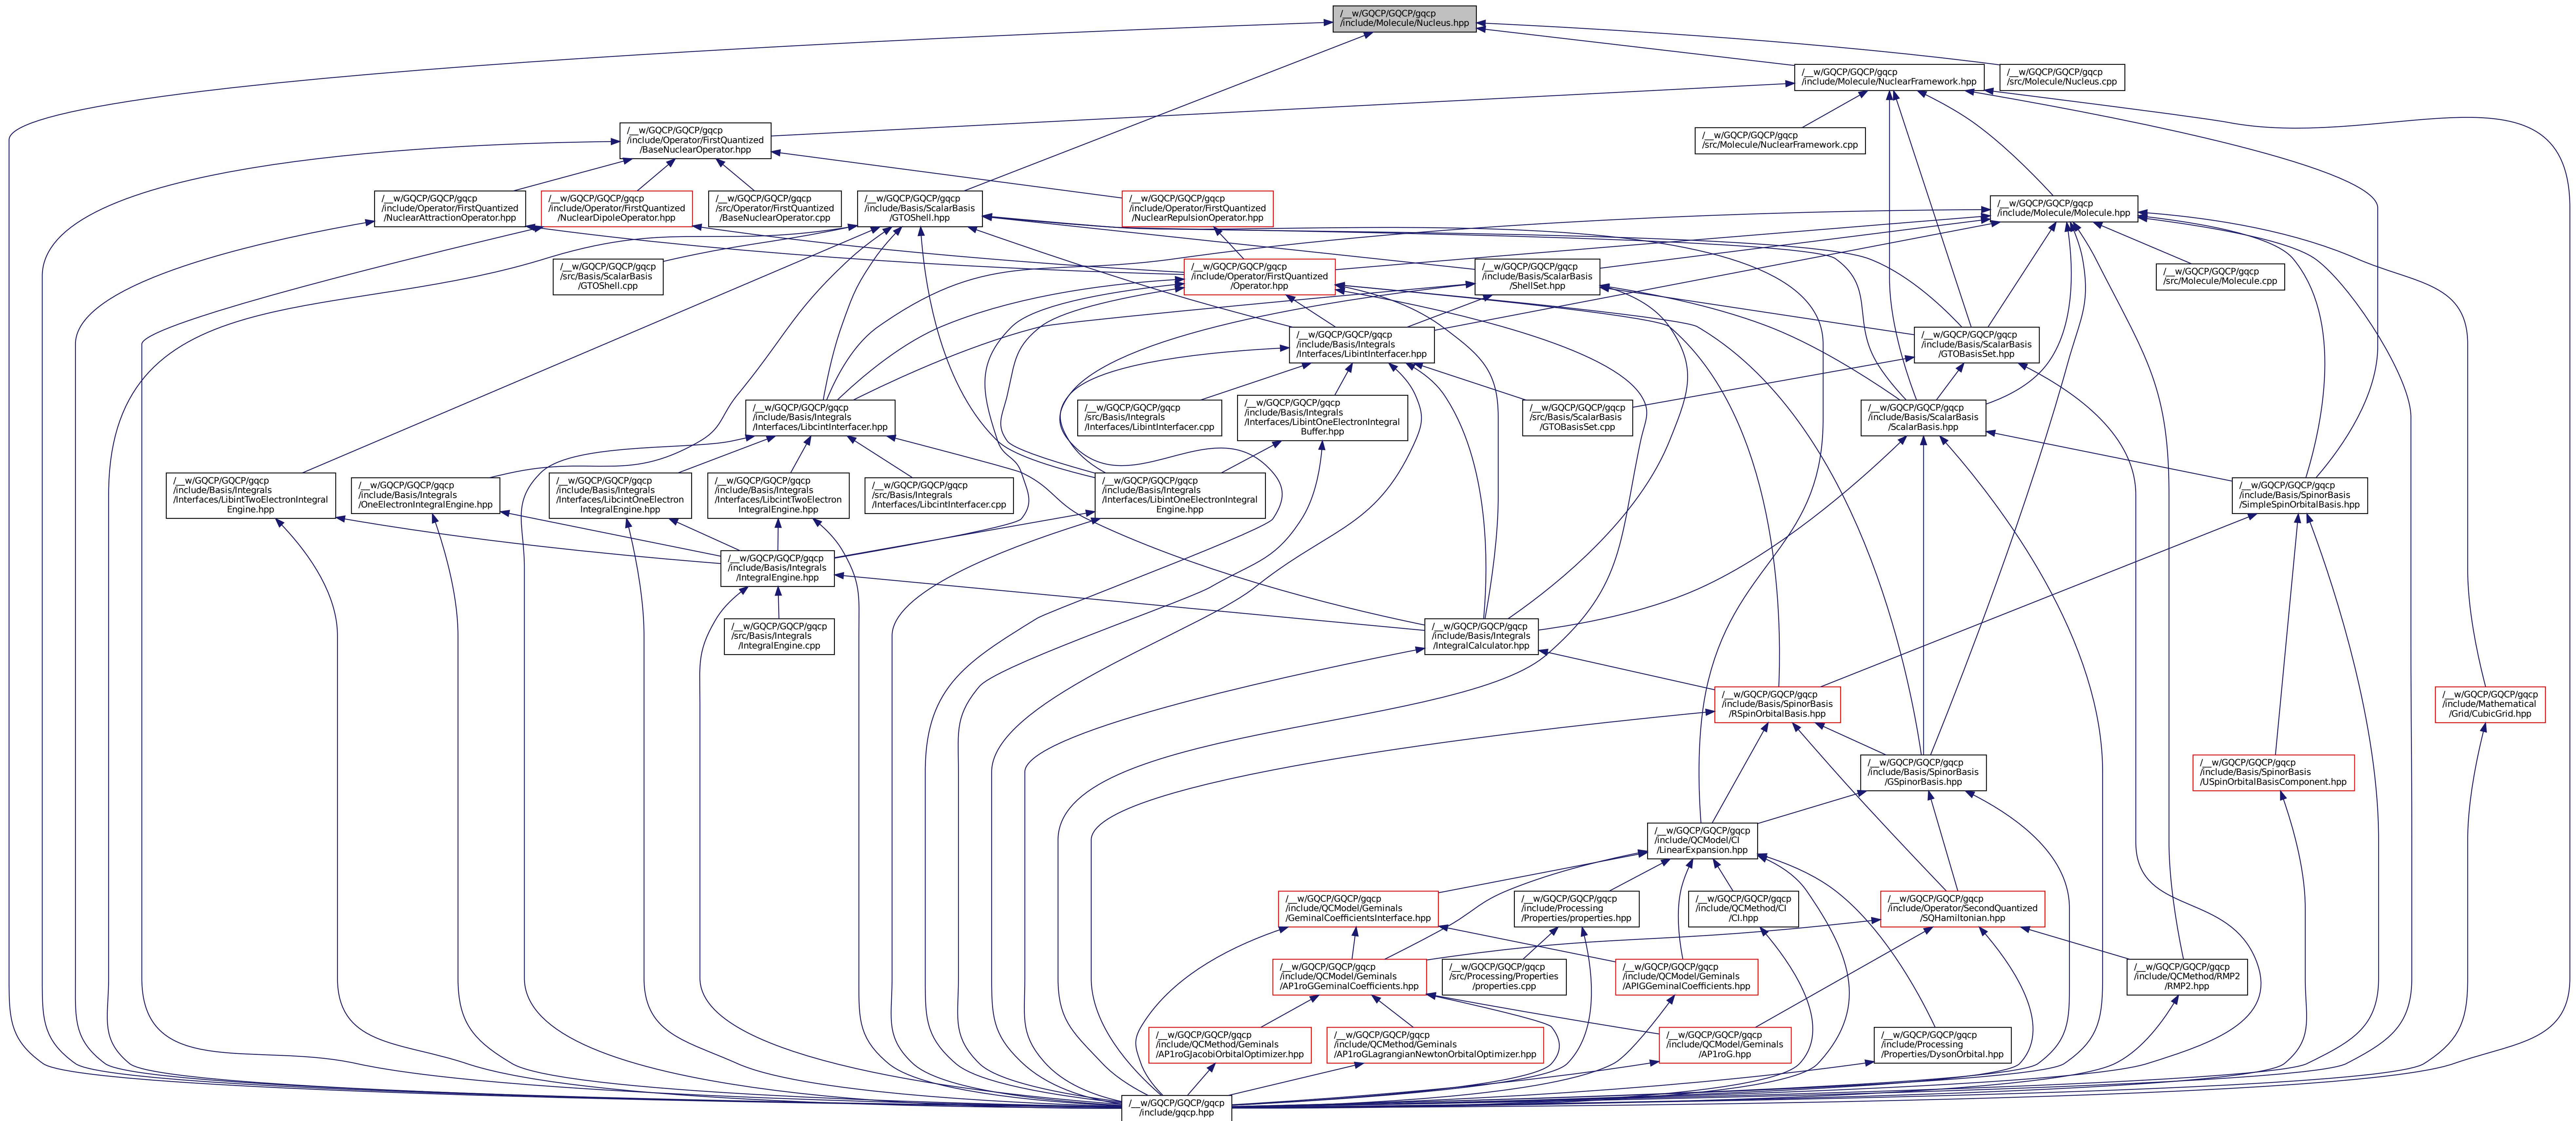 /__w/GQCP/GQCP/gqcp
/include/Molecule/Nucleus.hpp
/__w/GQCP/GQCP/gqcp
/include/Molecule/NuclearFramework.hpp
/__w/GQCP/GQCP/gqcp
/src/Molecule/Nucleus.cpp
/__w/GQCP/GQCP/gqcp
/include/Operator/FirstQuantized
/BaseNuclearOperator.hpp
/__w/GQCP/GQCP/gqcp
/src/Molecule/NuclearFramework.cpp
/__w/GQCP/GQCP/gqcp
/include/Operator/FirstQuantized
/NuclearAttractionOperator.hpp
/__w/GQCP/GQCP/gqcp
/include/Operator/FirstQuantized
/NuclearDipoleOperator.hpp
/__w/GQCP/GQCP/gqcp
/src/Operator/FirstQuantized
/BaseNuclearOperator.cpp
/__w/GQCP/GQCP/gqcp
/include/Basis/ScalarBasis
/GTOShell.hpp
/__w/GQCP/GQCP/gqcp
/include/Operator/FirstQuantized
/NuclearRepulsionOperator.hpp
/__w/GQCP/GQCP/gqcp
/include/Molecule/Molecule.hpp
/__w/GQCP/GQCP/gqcp
/src/Basis/ScalarBasis
/GTOShell.cpp
/__w/GQCP/GQCP/gqcp
/include/Operator/FirstQuantized
/Operator.hpp
/__w/GQCP/GQCP/gqcp
/include/Basis/ScalarBasis
/ShellSet.hpp
/__w/GQCP/GQCP/gqcp
/src/Molecule/Molecule.cpp
/__w/GQCP/GQCP/gqcp
/include/Basis/Integrals
/Interfaces/LibintInterfacer.hpp
/__w/GQCP/GQCP/gqcp
/include/Basis/ScalarBasis
/GTOBasisSet.hpp
/__w/GQCP/GQCP/gqcp
/include/Basis/Integrals
/Interfaces/LibcintInterfacer.hpp
/__w/GQCP/GQCP/gqcp
/src/Basis/Integrals
/Interfaces/LibintInterfacer.cpp
/__w/GQCP/GQCP/gqcp
/include/Basis/Integrals
/Interfaces/LibintOneElectronIntegral
Buffer.hpp
/__w/GQCP/GQCP/gqcp
/src/Basis/ScalarBasis
/GTOBasisSet.cpp
/__w/GQCP/GQCP/gqcp
/include/Basis/ScalarBasis
/ScalarBasis.hpp
/__w/GQCP/GQCP/gqcp
/include/Basis/Integrals
/Interfaces/LibintTwoElectronIntegral
Engine.hpp
/__w/GQCP/GQCP/gqcp
/include/Basis/Integrals
/OneElectronIntegralEngine.hpp
/__w/GQCP/GQCP/gqcp
/include/Basis/Integrals
/Interfaces/LibcintOneElectron
IntegralEngine.hpp
/__w/GQCP/GQCP/gqcp
/include/Basis/Integrals
/Interfaces/LibcintTwoElectron
IntegralEngine.hpp
/__w/GQCP/GQCP/gqcp
/src/Basis/Integrals
/Interfaces/LibcintInterfacer.cpp
/__w/GQCP/GQCP/gqcp
/include/Basis/Integrals
/Interfaces/LibintOneElectronIntegral
Engine.hpp
/__w/GQCP/GQCP/gqcp
/include/Basis/SpinorBasis
/SimpleSpinOrbitalBasis.hpp
/__w/GQCP/GQCP/gqcp
/include/Basis/Integrals
/IntegralEngine.hpp
/__w/GQCP/GQCP/gqcp
/src/Basis/Integrals
/IntegralEngine.cpp
/__w/GQCP/GQCP/gqcp
/include/Basis/Integrals
/IntegralCalculator.hpp
/__w/GQCP/GQCP/gqcp
/include/Basis/SpinorBasis
/RSpinOrbitalBasis.hpp
/__w/GQCP/GQCP/gqcp
/include/Mathematical
/Grid/CubicGrid.hpp
/__w/GQCP/GQCP/gqcp
/include/Basis/SpinorBasis
/GSpinorBasis.hpp
/__w/GQCP/GQCP/gqcp
/include/Basis/SpinorBasis
/USpinOrbitalBasisComponent.hpp
/__w/GQCP/GQCP/gqcp
/include/QCModel/CI
/LinearExpansion.hpp
/__w/GQCP/GQCP/gqcp
/include/QCModel/Geminals
/GeminalCoefficientsInterface.hpp
/__w/GQCP/GQCP/gqcp
/include/Processing
/Properties/properties.hpp
/__w/GQCP/GQCP/gqcp
/include/QCMethod/CI
/CI.hpp
/__w/GQCP/GQCP/gqcp
/include/Operator/SecondQuantized
/SQHamiltonian.hpp
/__w/GQCP/GQCP/gqcp
/include/QCModel/Geminals
/AP1roGGeminalCoefficients.hpp
/__w/GQCP/GQCP/gqcp
/src/Processing/Properties
/properties.cpp
/__w/GQCP/GQCP/gqcp
/include/QCModel/Geminals
/APIGGeminalCoefficients.hpp
/__w/GQCP/GQCP/gqcp
/include/QCMethod/RMP2
/RMP2.hpp
/__w/GQCP/GQCP/gqcp
/include/QCMethod/Geminals
/AP1roGJacobiOrbitalOptimizer.hpp
/__w/GQCP/GQCP/gqcp
/include/QCMethod/Geminals
/AP1roGLagrangianNewtonOrbitalOptimizer.hpp
/__w/GQCP/GQCP/gqcp
/include/QCModel/Geminals
/AP1roG.hpp
/__w/GQCP/GQCP/gqcp
/include/Processing
/Properties/DysonOrbital.hpp
/__w/GQCP/GQCP/gqcp
/include/gqcp.hpp